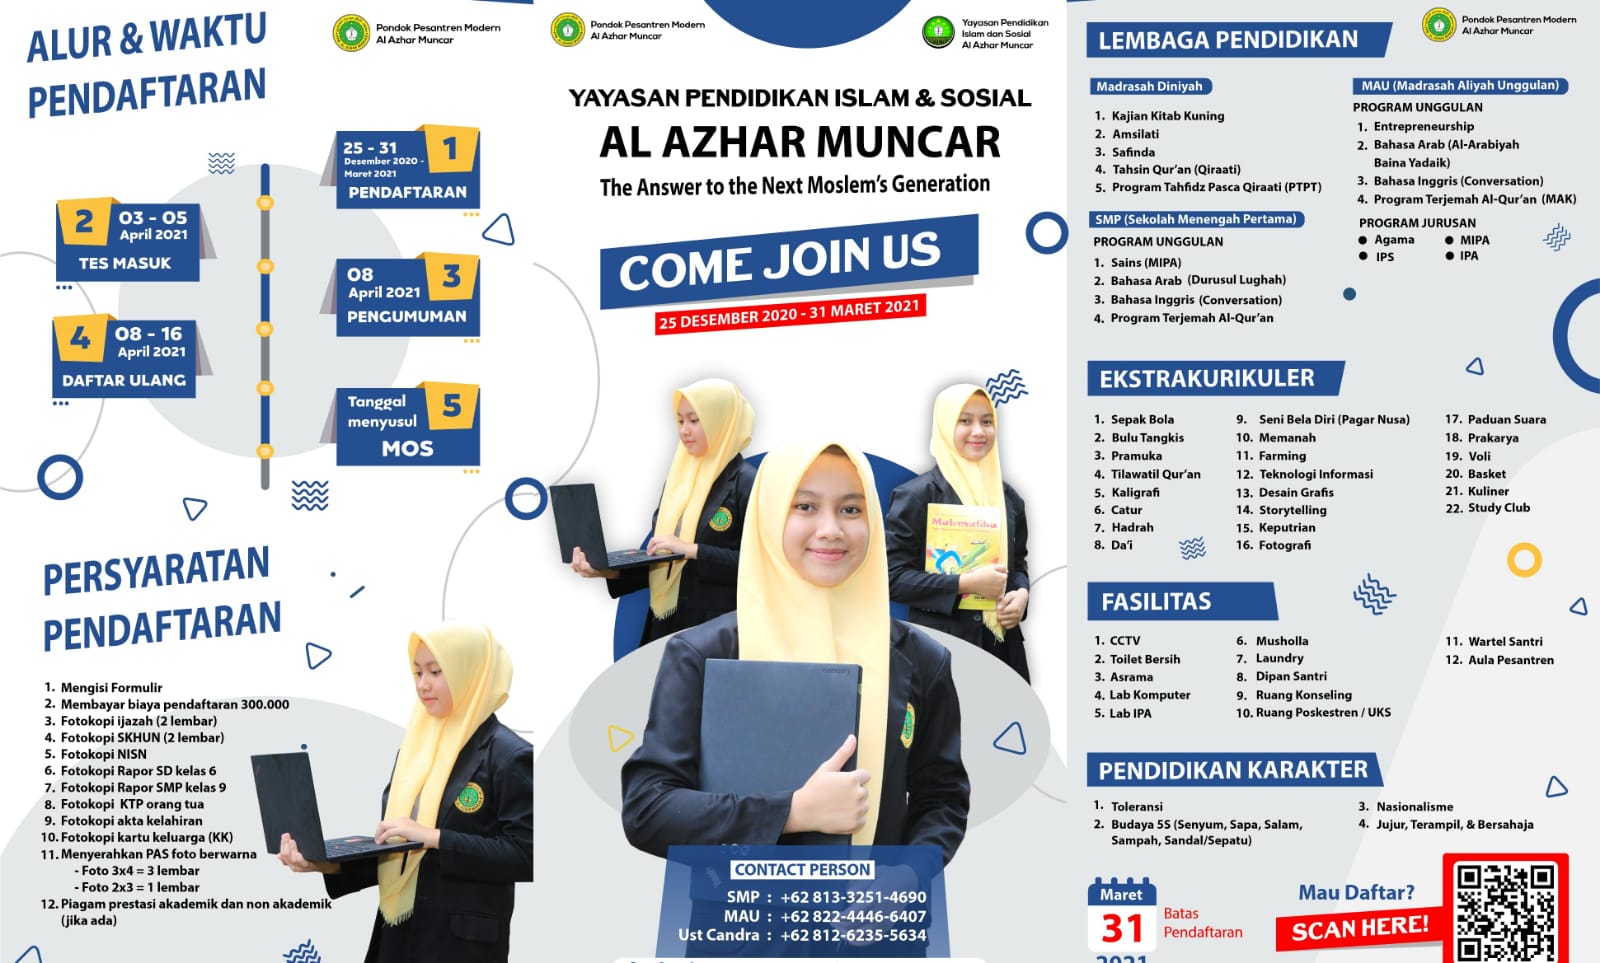 ALUR & WAKTU
PENDAFTARAN
Pondok Pesantren Modern
Al Azhar Muncar
1
25 - 31
Desember 2020 -
Maret 2021
PENDAFTARAN
2
03 - 05
April 2021
TES MASUK
3
08
April 2021
PENGUMUMAN
4
08 - 16
April 2021
DAFTAR ULANG
5
Tanggal
menyusul
MOS
PERSYARATAN
PENDAFTARAN
1. Mengisi Formulir
2. Membayar biaya pendaftaran 300.000
3. Fotokopi ijazah (2 lembar)
4. Fotokopi SKHUN (2 lembar)
5. Fotokopi NISN
6. Fotokopi Rapor SD kelas 6
7. Fotokopi Rapor SMP kelas 9
8. Fotokopi KTP orang tua
9. Fotokopi akta kelahiran
10. Fotokopi kartu keluarga (KK)
11. Menyerahkan PAS foto berwarna
- Foto 3x4 = 3 lembar
- Foto 2x3 = 1 lembar
12. Piagam prestasi akademik dan non akademik
(jika ada)
Pondok Pesantren Modern
Al Azhar Muncar
Yayasan Pendidikan
Islam dan Sosial
Al Azhar Muncar
YAYASAN PENDIDIKAN ISLAM & SOSIAL
AL AZHAR MUNCAR
The Answer to the Next Moslem's Generation
COME JOIN US
25 DESEMBER 2020 - 31 MARET 2021
Matematika
CONTACT PERSON
SMP : +62 813-3251-4690
MAU : +62 822-4446-6407
Ust Candra : +62 812-6235-5634
Pondok Pesantren Modern
Al Azhar Muncar
LEMBAGA PENDIDIKAN
Madrasah Diniyah
1. Kajian Kitab Kuning
2. Amsilati
3. Safinda
4. Tahsin Qur'an (Qiraati)
5. Program Tahfidz Pasca Qiraati (PTPT)
SMP (Sekolah Menengah Pertama)
PROGRAM UNGGULAN
1. Sains (MIPA)
2. Bahasa Arab (Durusul Lughah)
3. Bahasa Inggris (Conversation)
4. Program Terjemah Al-Qur'an
MAU (Madrasah Aliyah Unggulan)
PROGRAM UNGGULAN
1. Entrepreneurship
2. Bahasa Arab (Al-Arabiyah
Baina Yadaik)
3. Bahasa Inggris (Conversation)
4. Program Terjemah Al-Qur'an (MAK)
PROGRAM JURUSAN
● Agama ● MIPA
● IPS ● IPA
EKSTRAKURIKULER
1. Sepak Bola
2. Bulu Tangkis
3. Pramuka
4. Tilawatil Qur'an
5. Kaligrafi
6. Catur
7. Hadrah
8. Da'i
9. Seni Bela Diri (Pagar Nusa)
10. Memanah
11. Farming
12. Teknologi Informasi
13. Desain Grafis
14. Storytelling
15. Keputrian
16. Fotografi
17. Paduan Suara
18. Prakarya
19. Voli
20. Basket
21. Kuliner
22. Study Club
FASILITAS
1. CCTV
2. Toilet Bersih
3. Asrama
4. Lab Komputer
5. Lab IPA
6. Musholla
7. Laundry
8. Dipan Santri
9. Ruang Konseling
10. Ruang Poskestren / UKS
11. Wartel Santri
12. Aula Pesantren
PENDIDIKAN KARAKTER
1. Toleransi
2. Budaya 5S (Senyum, Sapa, Salam,
Sampah, Sandal/Sepatu)
3. Nasionalisme
4. Jujur, Terampil, & Bersahaja
Maret
31
2021
Batas
Pendaftaran
Mau Daftar?
SCAN HERE!